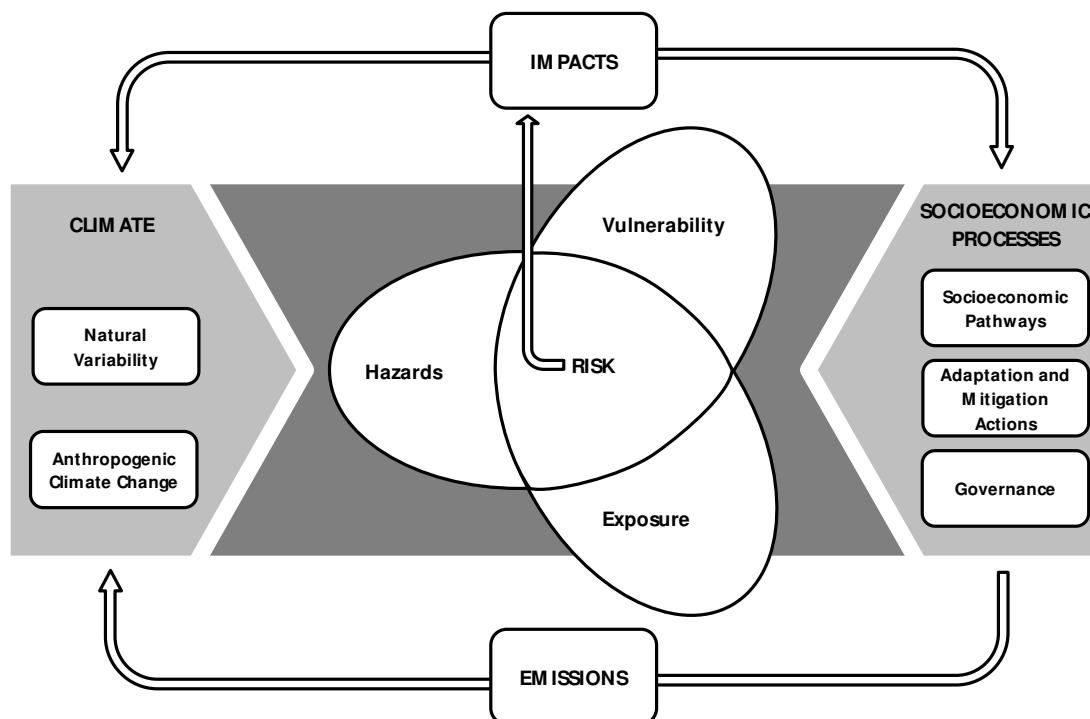 IMPACTS
CLIMATE
Natural
Variability
Anthropogenic
Climate Change
Vulnerability
Hazards
RISK
Exposure
SOCIOECONOMIC
PROCESSES
Socioeconomic
Pathways
Adaptation and
Mitigation
Actions
Governance
EMISSIONS